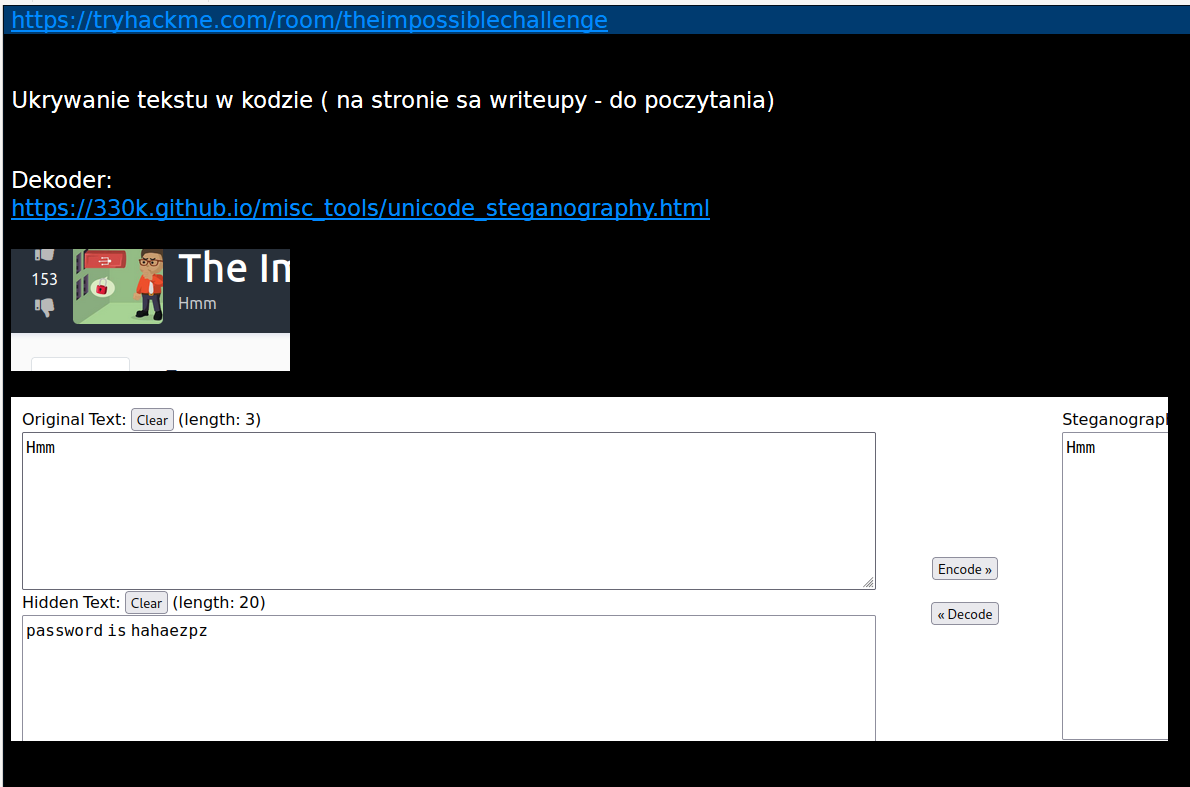 https://tryhackme.com/room/theimpossiblechallenge
Ukrywanie tekstu w kodzie ( na stronie sa writeupy - do poczytania)
Dekoder:
https://330k.github.io/misc_tools/unicode_steganography.html
153
The Im
Hmm
Original Text: Clear (length: 3)
Hmm
Steganograph
Hmm
Encode »
Hidden Text: Clear (length: 20)
« Decode
password is hahaezpz